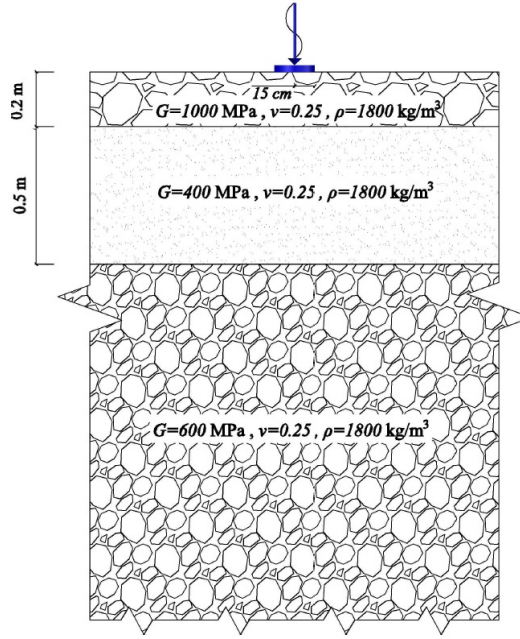 15 cm
0.2 m
G=1000 MPa , ν=0.25 , ρ=1800 kg/m³
0.5 m
G=400 MPa , ν=0.25 , ρ=1800 kg/m³
G=600 MPa , ν=0.25 , ρ=1800 kg/m³